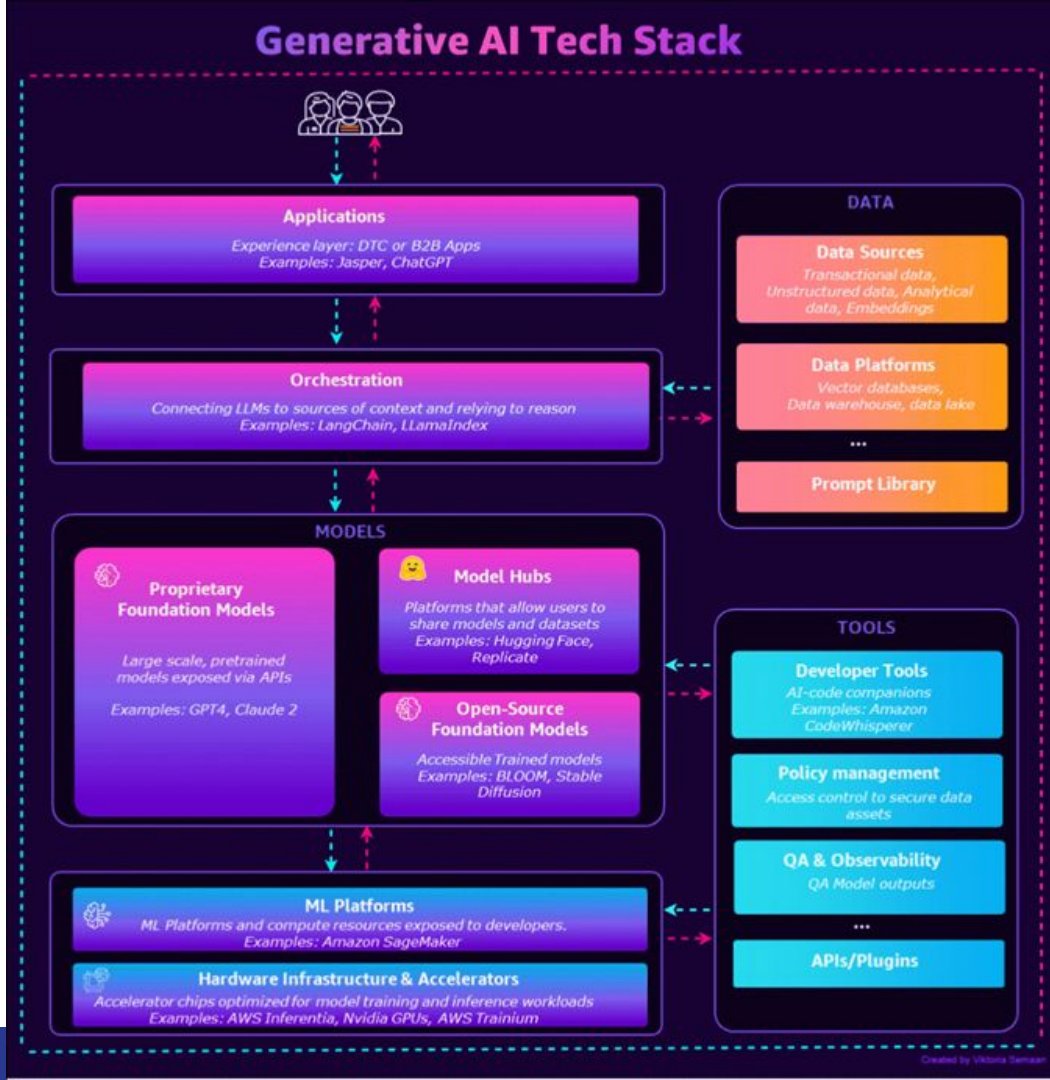 Generative AI Tech Stack
Applications
Experience layer: DTC or B2B Apps
Examples: Jasper, ChatGPT
Orchestration
Connecting LLMs to sources of context and relying to reason
Examples: LangChain, LLamaIndex
MODELS
Proprietary
Foundation Models
Large scale, pretrained
models exposed via APIs
Examples: GPT4, Claude 2
Model Hubs
Platforms that allow users to
share models and datasets
Examples: Hugging Face,
Replicate
Open-Source
Foundation Models
Accessible Trained models
Examples: BLOOM, Stable
Diffusion
ML Platforms
ML Platforms and compute resources exposed to developers.
Examples: Amazon SageMaker
Hardware Infrastructure & Accelerators
Accelerator chips optimized for model training and inference workloads
Examples: AWS Inferentia, Nvidia GPUs, AWS Trainium
DATA
Data Sources
Transactional data,
Unstructured data, Analytical
data, Embeddings
Data Platforms
Vector databases,
Data warehouse, data lake
...
Prompt Library
TOOLS
Developer Tools
AI-code companions
Examples: Amazon
CodeWhisperer
Policy management
Access control to secure data
assets
QA & Observability
QA Model outputs
...
APIs/Plugins
Created by Viktoria Semaan